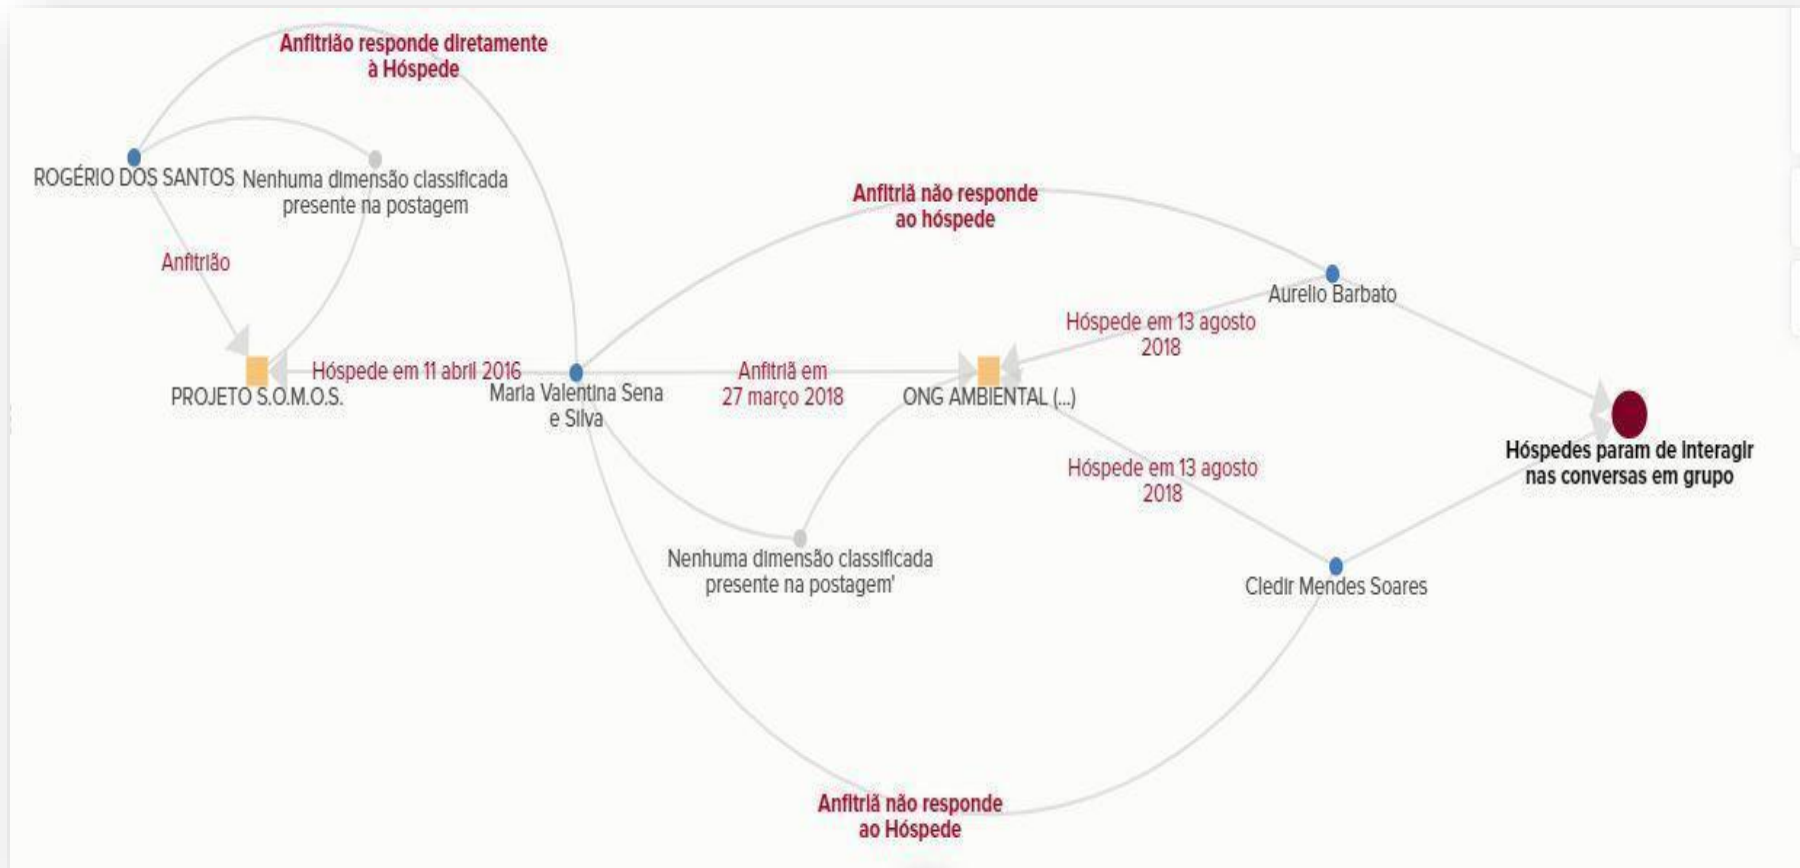 Anfitrião responde diretamente
à Hóspede
ROGÉRIO DOS SANTOS
Nenhuma dimensão classificada
presente na postagem
Anfitrião
Anfitriã não responde
ao hóspede
Aurelio Barbato
Hóspede em 13 agosto
2018
Hóspede em 11 abril 2016
PROJETO S.O.M.O.S.
Maria Valentina Sena
e Silva
Anfitriã em
27 março 2018
ONG AMBIENTAL (...)
Hóspedes param de interagir
nas conversas em grupo
Hóspede em 13 agosto
2018
Nenhuma dimensão classificada
presente na postagem'
Cledir Mendes Soares
Anfitriã não responde
ao Hóspede